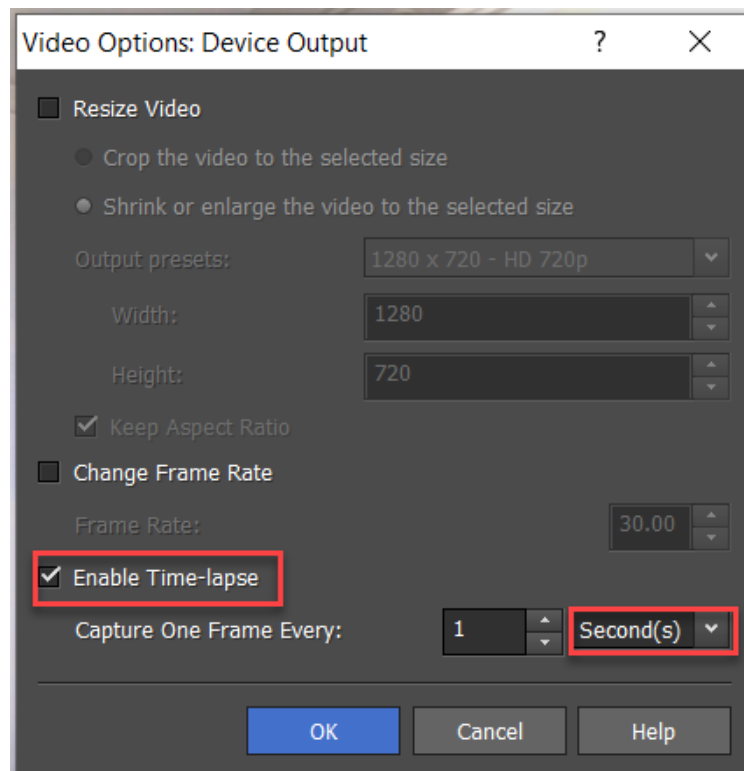 Video Options: Device Output ?
Resize Video
Crop the video to the selected size
Shrink or enlarge the video to the selected size
Output presets: 1280 x 720 - HD 720p
Width: 1280
Height: 720
Keep Aspect Ratio
Change Frame Rate
Frame Rate: 30.00
Enable Time-lapse
Capture One Frame Every: 1 Second(s)
OK Cancel Help